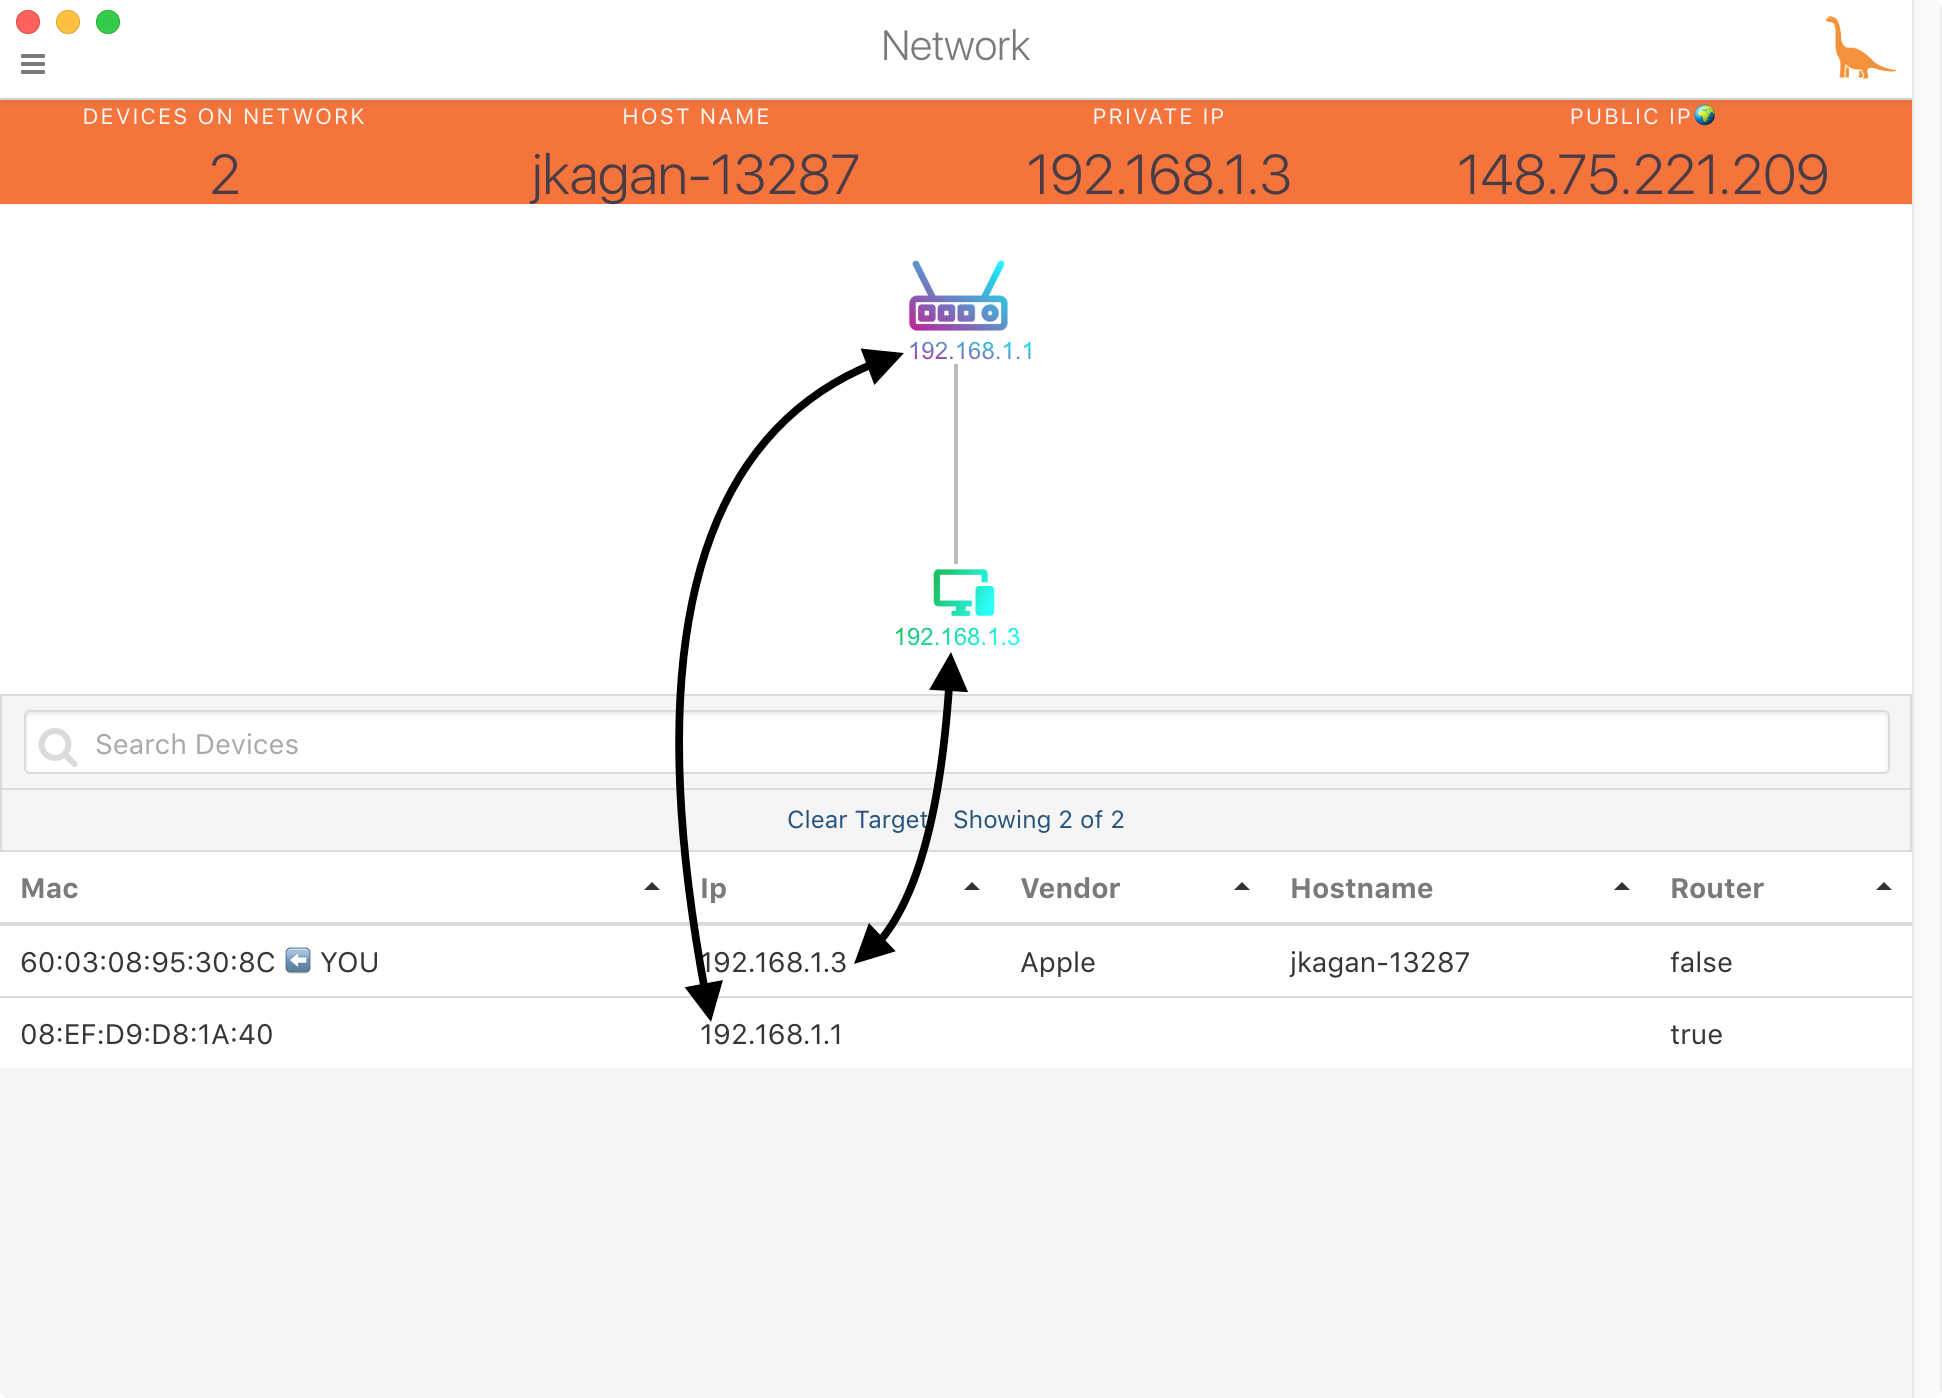 Network
DEVICES ON NETWORK HOST NAME PRIVATE IP PUBLIC IP🌍
2 jkagan-13287 192.168.1.3 148.75.221.209
192.168.1.1
192.168.1.3
Search Devices
Clear Target Showing 2 of 2
Mac Ip Vendor Hostname Router
60:03:08:95:30:8C ⬅️ YOU 192.168.1.3 Apple jkagan-13287 false
08:EF:D9:D8:1A:40 192.168.1.1 true